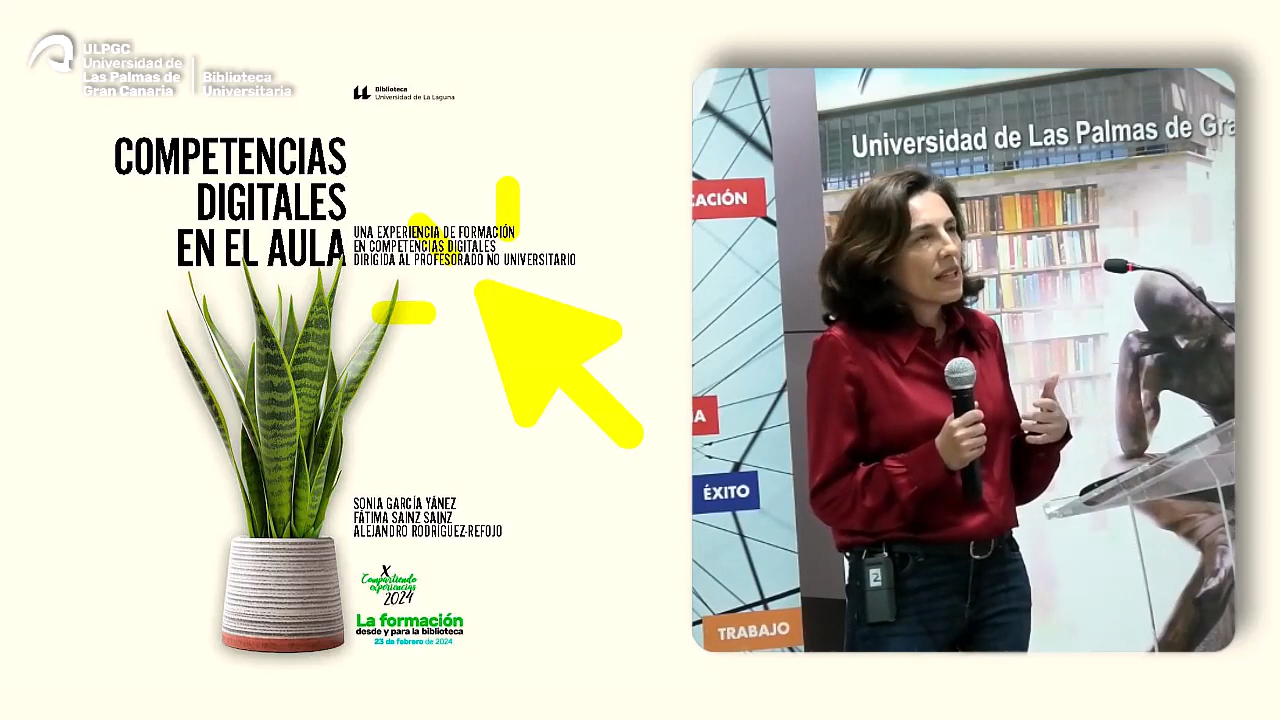 ULPGC
Universidad de
Las Palmas de
Gran Canaria
Biblioteca
Universitaria
Biblioteca
Universidad de La Laguna
COMPETENCIAS
DIGITALES
EN EL AULA
UNA EXPERIENCIA DE FORMACIÓN
EN COMPETENCIAS DIGITALES
DIRIGIDA AL PROFESORADO NO UNIVERSITARIO
SONIA GARCÍA YÁNEZ
FÁTIMA SAINZ SAINZ
ALEJANDRO RODRÍGUEZ-REFOJO
X
Compartiendo
experiencias
2024
La formación
desde y para la biblioteca
23 de febrero de 2024
Universidad de Las Palmas de Gra
CACIÓN
IA
ÉXITO
TRABAJO
2